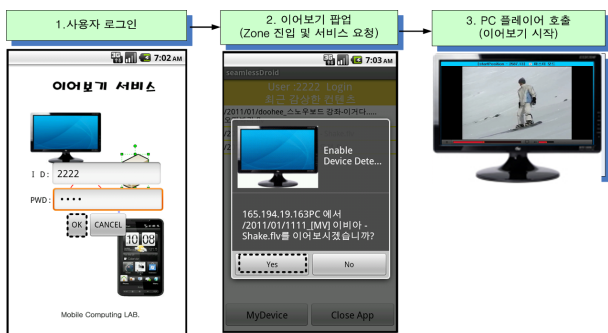 1.사용자 로그인
2. 이어보기 팝업
(Zone 진입 및 서비스 요청)
3. PC 플레이어 호출
(이어보기 시작)
7:02 AM
이어보기 서비스
I D:
2222
PWD:
OK
CANCEL
10 08
Mobile Computing LAB.
7:03 AM
seamlessDroid
User 2222 Login
최근 감상한 컨텐츠
/2011/01/doohee_스노우보드 강좌-이거다.....
Enable
Device Dete...
165.194.19.163PC 에서
/2011/01/1111_[MV] 이비아 -
Shake.flv를 이어보시겠습니까?
Yes
No
MyDevice
Close App